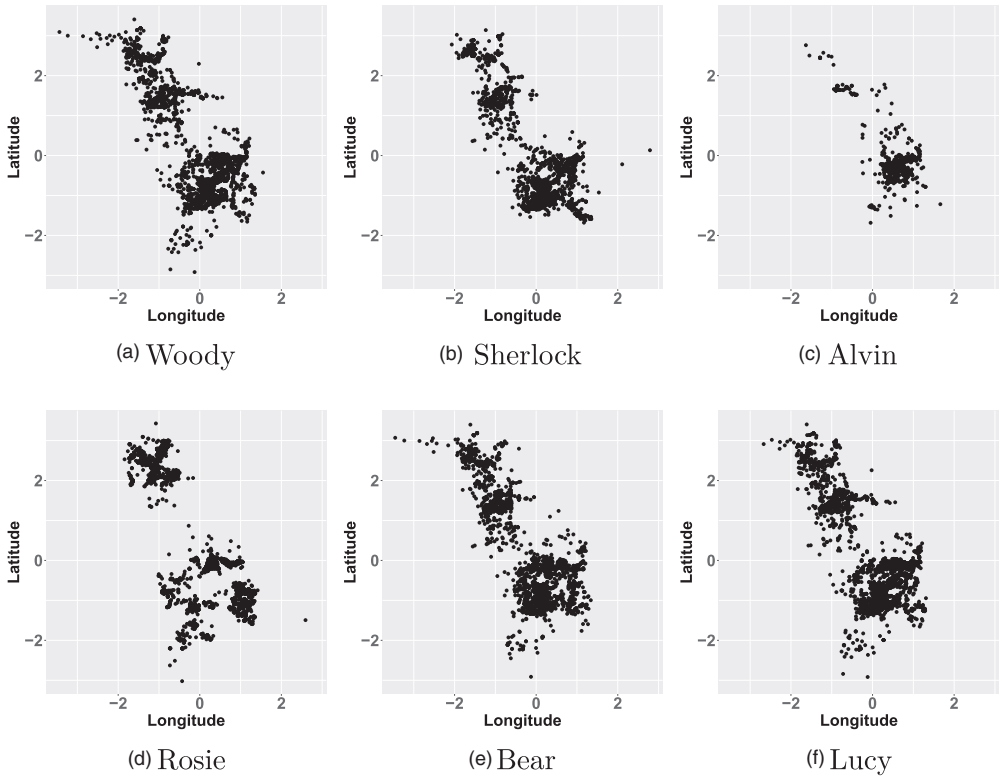 Latitude
2
0
−2
−2 0 2
Longitude
(a) Woody
Latitude
2
0
−2
−2 0 2
Longitude
(b) Sherlock
Latitude
2
0
−2
−2 0 2
Longitude
(c) Alvin
Latitude
2
0
−2
−2 0 2
Longitude
(d) Rosie
Latitude
2
0
−2
−2 0 2
Longitude
(e) Bear
Latitude
2
0
−2
−2 0 2
Longitude
(f) Lucy